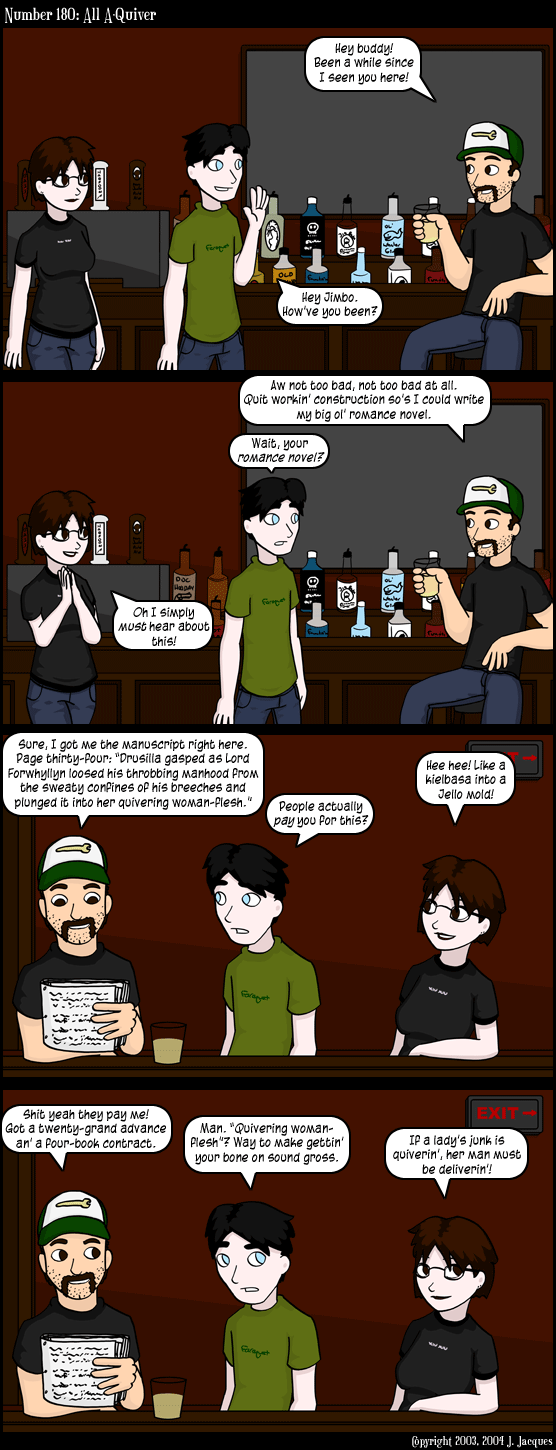 Number 180: All A-Quiver
Hey buddy!
Been a while since
I seen you here!
Hey Jimbo.
How've you been?
Aw not too bad, not too bad at all.
Quit workin' construction so's I could write
my big ol' romance novel.
Wait, your
romance novel?
Oh I simply
must hear about
this!
Sure, I got me the manuscript right here.
Page thirty-four: "Drusilla gasped as Lord
Forwhyllyn loosed his throbbing manhood from
the sweaty confines of his breeches and
plunged it into her quivering woman-flesh."
People actually
pay you for this?
Hee hee! Like a
kielbasa into a
Jello mold!
Shit yeah they pay me!
Got a twenty-grand advance
an' a four-book contract.
Man. "Quivering woman-
flesh"? Way to make gettin'
your bone on sound gross.
EXIT
If a lady's junk is
quiverin', her man must
be deliverin'!
Copyright 2003, 2004 J. Jacques